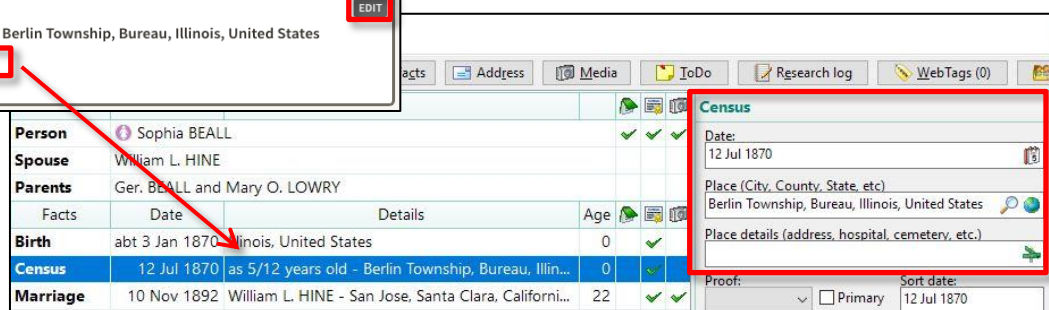 EDIT
Berlin Township, Bureau, Illinois, United States
acts Address Media ToDo Research log WebTags (0)
Person Sophia BEALL
Spouse William L. HINE
Parents Ger. BEALL and Mary O. LOWRY
Facts Date Details Age
Birth abt 3 Jan 1870 Illinois, United States 0
Census 12 Jul 1870 as 5/12 years old - Berlin Township, Bureau, Illin... 0
Marriage 10 Nov 1892 William L. HINE - San Jose, Santa Clara, Californi... 22
Census
Date:
12 Jul 1870
Place (City, County, State, etc)
Berlin Township, Bureau, Illinois, United States
Place details (address, hospital, cemetery, etc.)
Proof: Sort date:
Primary 12 Jul 1870